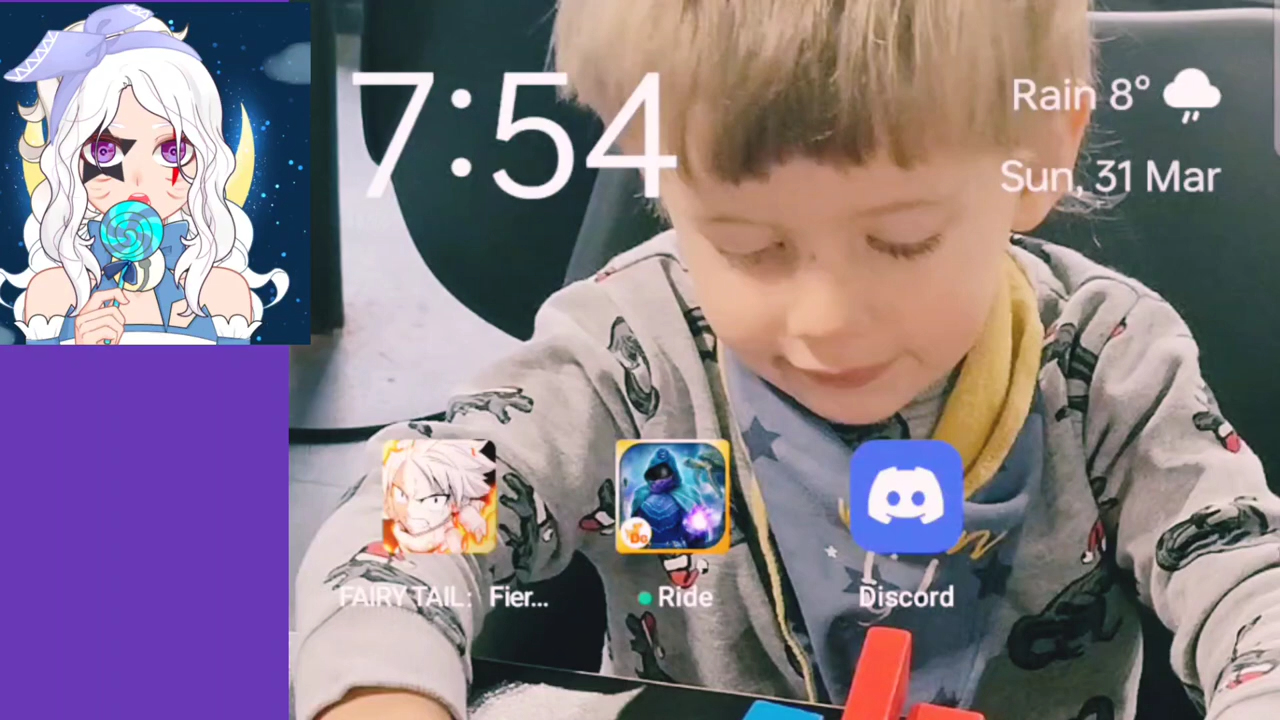 7:54
Rain 8°
Sun, 31 Mar
FAIRY TAIL: Fier...
Ride
Discord